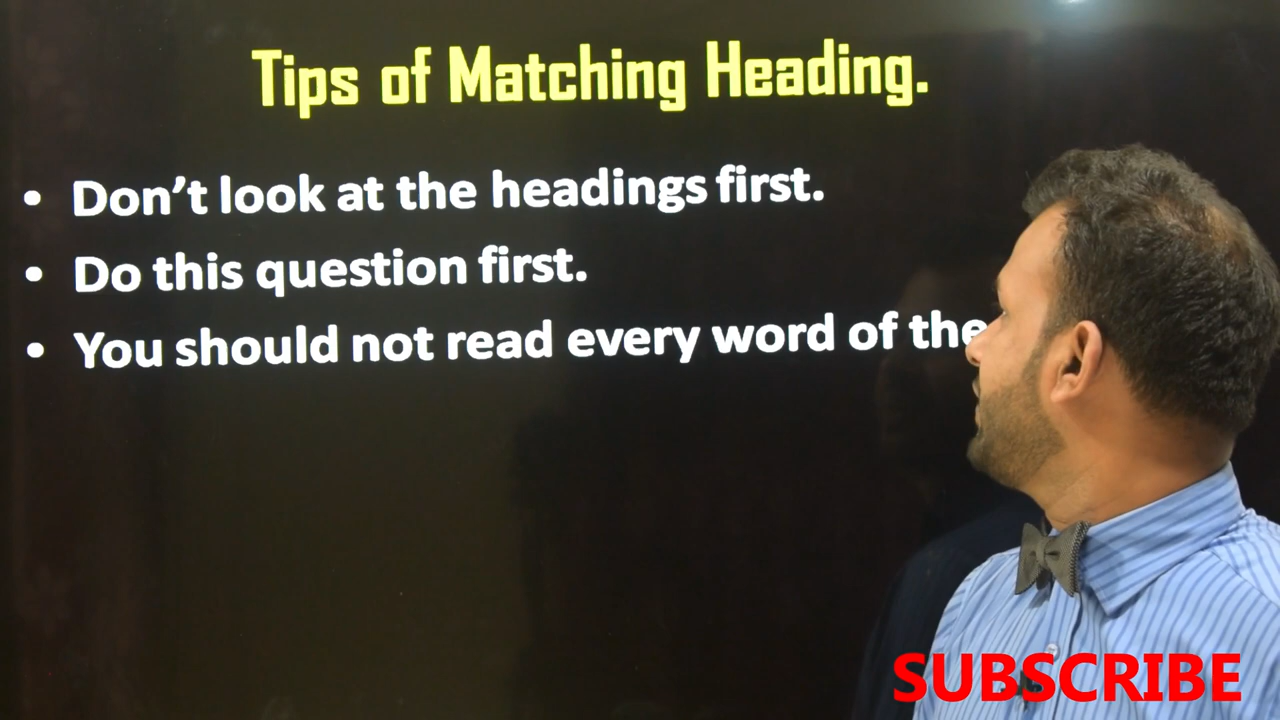 Tips of Matching Heading.
• Don't look at the headings first.
• Do this question first.
• You should not read every word of the
SUBSCRIBE